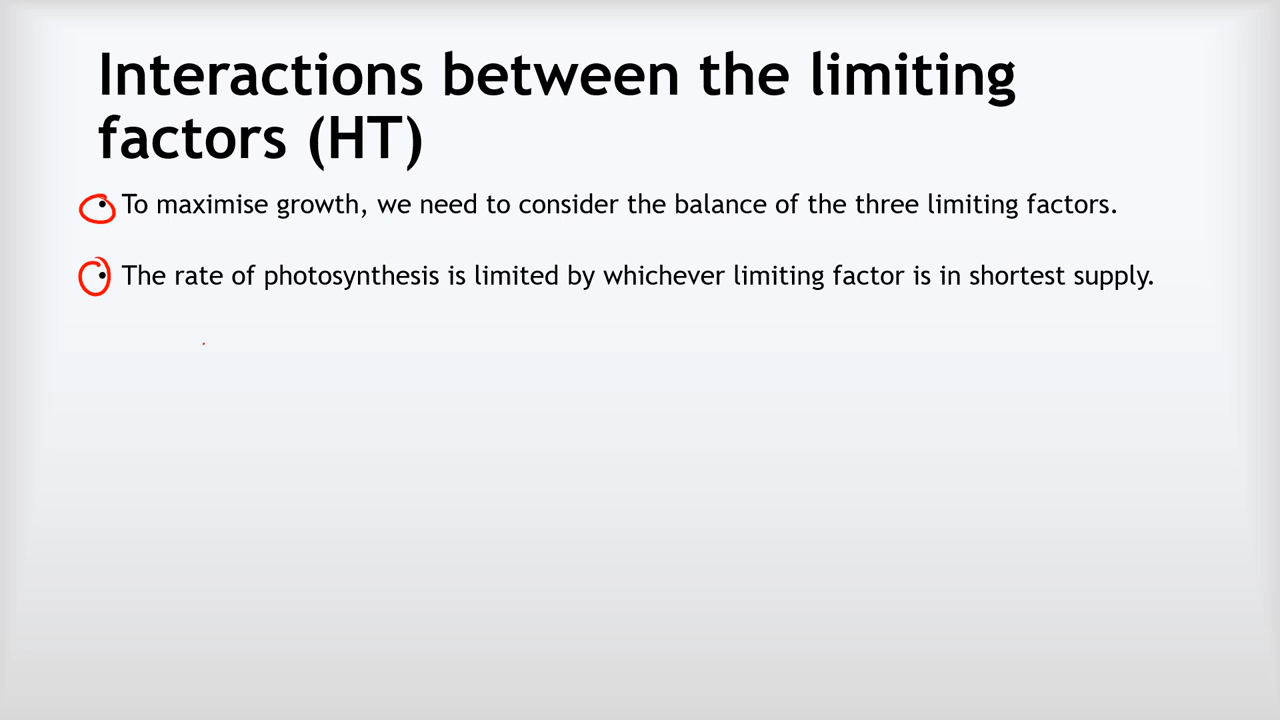 Interactions between the limiting
factors (HT)
• To maximise growth, we need to consider the balance of the three limiting factors.
• The rate of photosynthesis is limited by whichever limiting factor is in shortest supply.